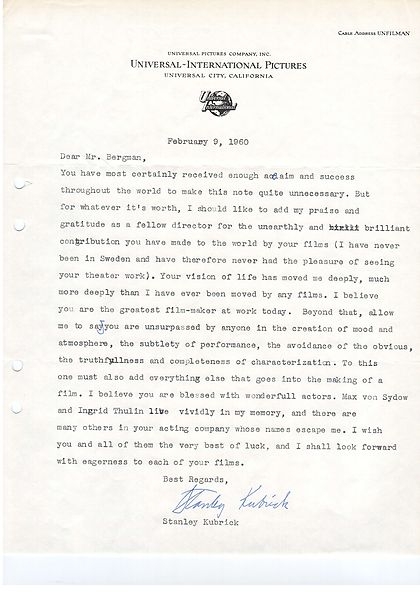 CABLE ADDRESS UNFILMAN
UNIVERSAL PICTURES COMPANY, INC.
UNIVERSAL-INTERNATIONAL PICTURES
UNIVERSAL CITY, CALIFORNIA
Universal
International
February 9, 1960
Dear Mr. Bergman,
You have most certainly received enough acclaim and success
throughout the world to make this note quite unnecessary. But
for whatever it's worth, I should like to add my praise and
gratitude as a fellow director for the unearthly and brilliant
contribution you have made to the world by your films (I have never
been in Sweden and have therefore never had the pleasure of seeing
your theater work). Your vision of life has moved me deeply, much
more deeply than I have ever been moved by any films. I believe
you are the greatest film-maker at work today. Beyond that, allow
me to say you are unsurpassed by anyone in the creation of mood and
atmosphere, the subtlety of performance, the avoidance of the obvious,
the truthfullness and completeness of characterization. To this
one must also add everything else that goes into the making of a
film. I believe you are blessed with wonderfull actors. Max von Sydow
and Ingrid Thulin live vividly in my memory, and there are
many others in your acting company whose names escape me. I wish
you and all of them the very best of luck, and I shall look forward
with eagerness to each of your films.
Best Regards,
Stanley Kubrick
Stanley Kubrick